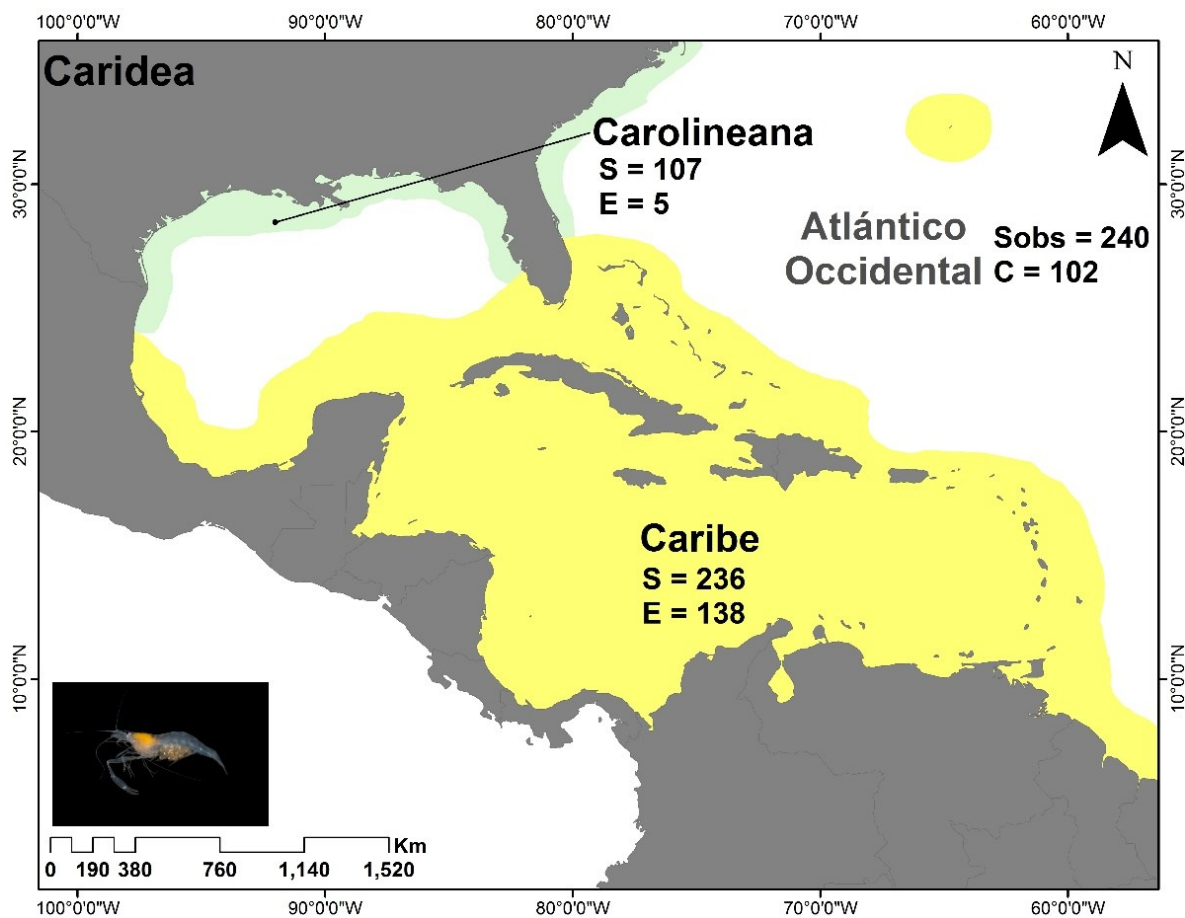 100°0'0"W 90°0'0"W 80°0'0"W 70°0'0"W 60°0'0"W
Caridea
N
Carolineana
S = 107
E = 5
30°0'0"N 30°0'0"N
Atlántico
Occidental
Sobs = 240
C = 102
20°0'0"N 20°0'0"N
Caribe
S = 236
E = 138
10°0'0"N 10°0'0"N
Km
0 190 380 760 1,140 1,520
100°0'0"W 90°0'0"W 80°0'0"W 70°0'0"W 60°0'0"W